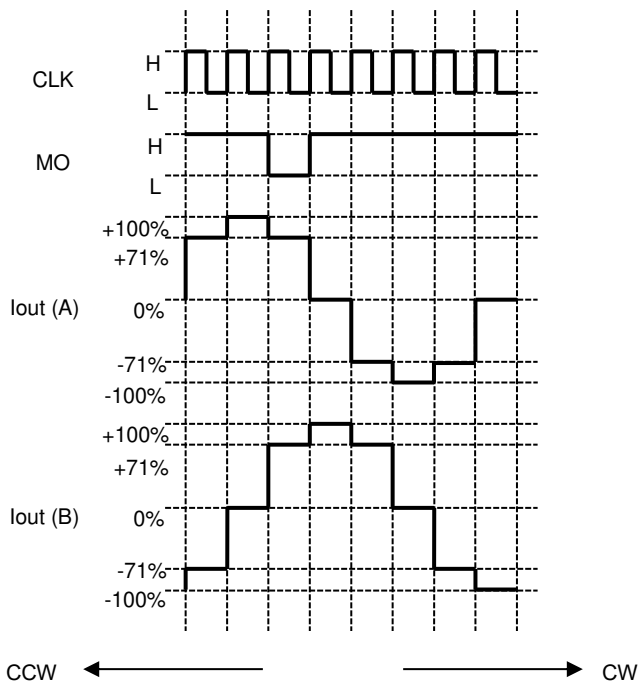 H
CLK
L
H
MO
L
+100%
+71%
Iout (A)
0%
-71%
-100%
+100%
+71%
Iout (B)
0%
-71%
-100%
CCW
CW